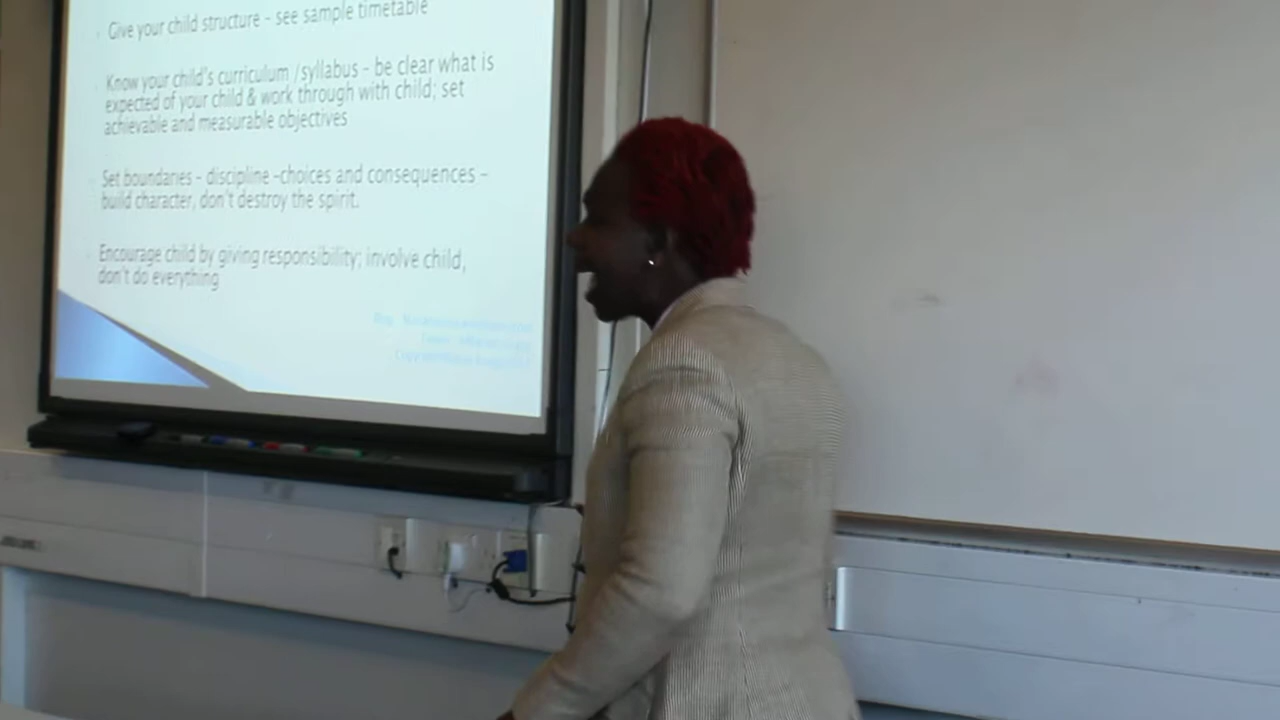 Give your child structure – see sample timetable
Know your child's curriculum /syllabus – be clear what is
expected of your child & work through with child; set
achievable and measurable objectives
Set boundaries – discipline –choices and consequences –
build character, don't destroy the spirit.
Encourage child by giving responsibility; involve child,
don't do everything